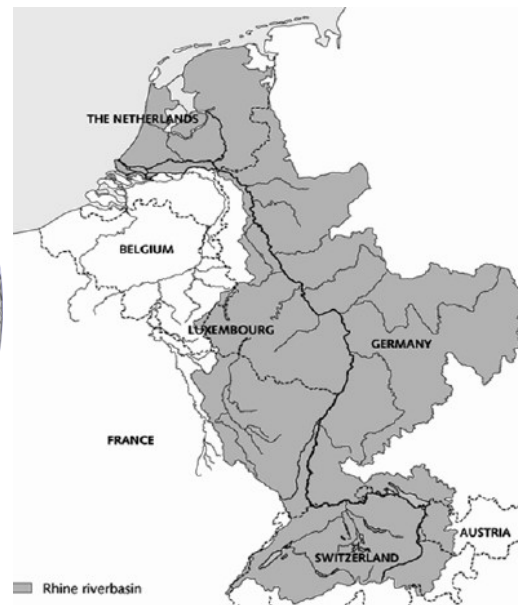 THE NETHERLANDS
BELGIUM
LUXEMBOURG
GERMANY
FRANCE
AUSTRIA
SWITZERLAND
Rhine riverbasin